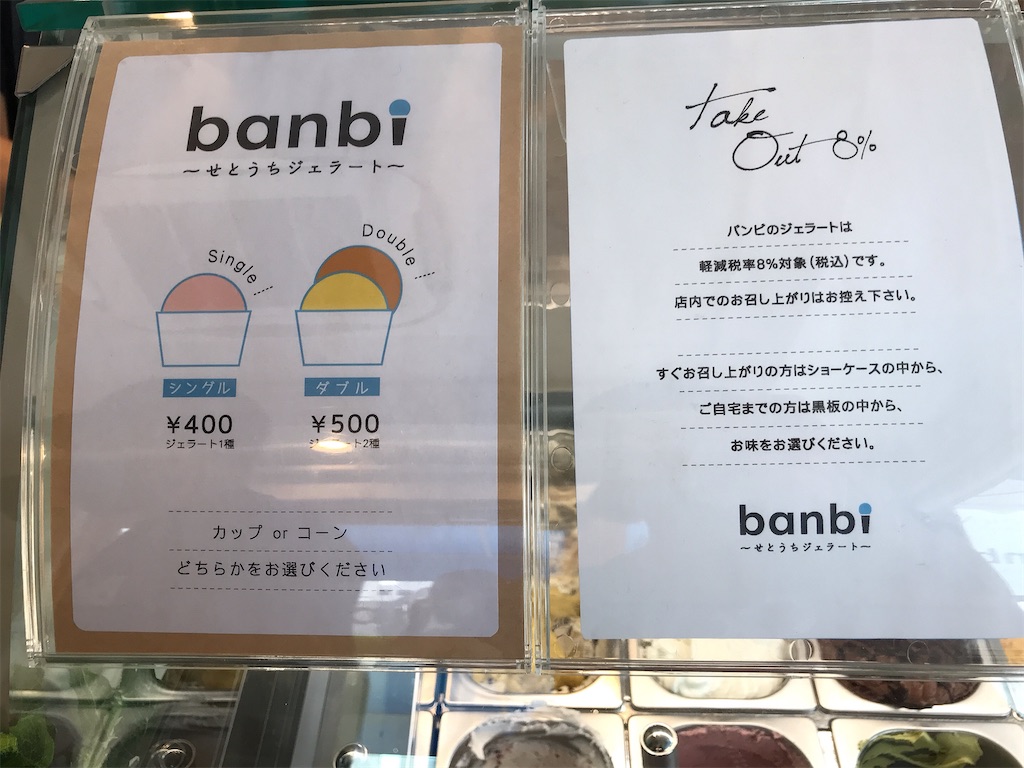 banbi
～せとうちジェラート～
Single
Double
シングル
ダブル
¥400
¥500
ジェラート1種
ジェラート2種
カップ or コーン
どちらかをお選びください
Take
Out 8%
バンビのジェラートは
軽減税率8%対象(税込)です。
店内でのお召し上がりはお控え下さい。
すぐお召し上がりの方はショーケースの中から、
ご自宅までの方は黒板の中から、
お味をお選びください。
banbi
～せとうちジェラート～